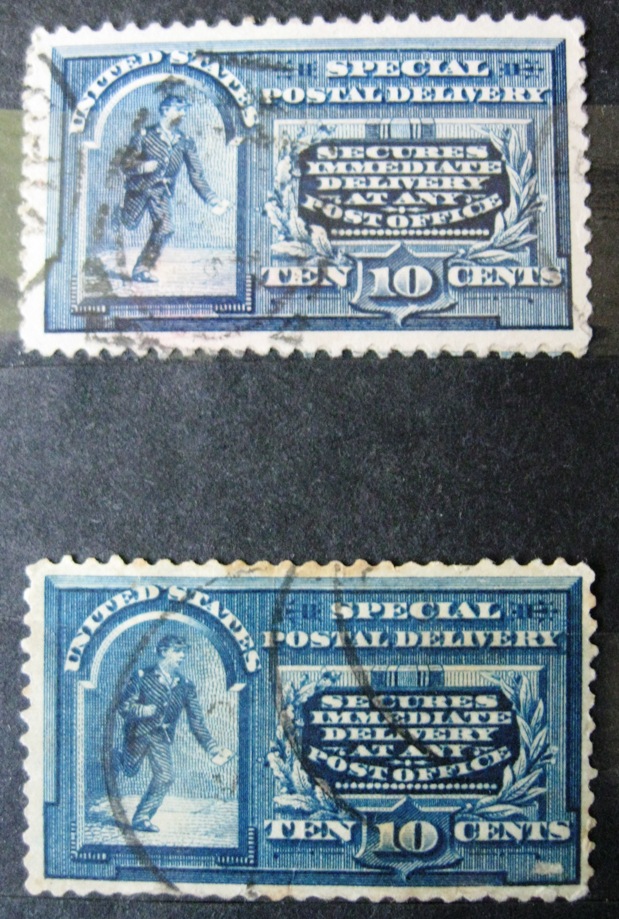 UNITED STATES
SPECIAL
POSTAL DELIVERY
SECURES
IMMEDIATE
DELIVERY
AT ANY
POST OFFICE
TEN 10 CENTS
UNITED STATES
SPECIAL
POSTAL DELIVERY
SECURES
IMMEDIATE
DELIVERY
AT ANY
POST OFFICE
TEN 10 CENTS